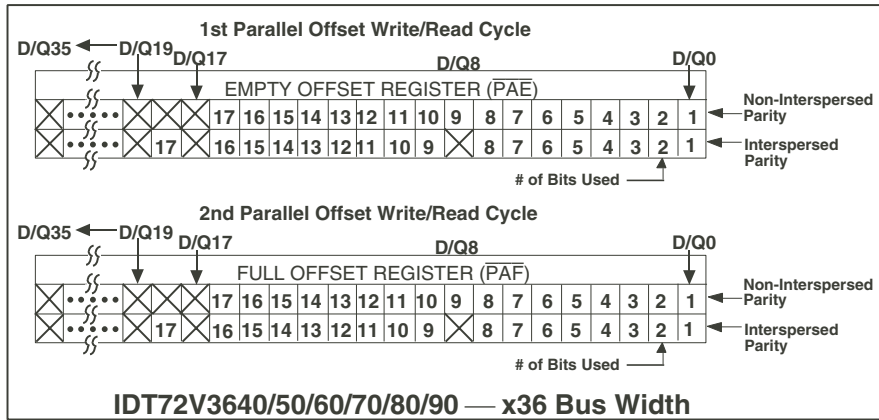 1st Parallel Offset Write/Read Cycle
D/Q35 D/Q19 D/Q17 D/Q8 D/Q0
EMPTY OFFSET REGISTER (PAE)
17 16 15 14 13 12 11 10 9 8 7 6 5 4 3 2 1 Non-Interspersed Parity
17 16 15 14 13 12 11 10 9 8 7 6 5 4 3 2 1 Interspersed Parity
# of Bits Used
2nd Parallel Offset Write/Read Cycle
D/Q35 D/Q19 D/Q17 D/Q8 D/Q0
FULL OFFSET REGISTER (PAF)
17 16 15 14 13 12 11 10 9 8 7 6 5 4 3 2 1 Non-Interspersed Parity
17 16 15 14 13 12 11 10 9 8 7 6 5 4 3 2 1 Interspersed Parity
# of Bits Used
IDT72V3640/50/60/70/80/90 — x36 Bus Width